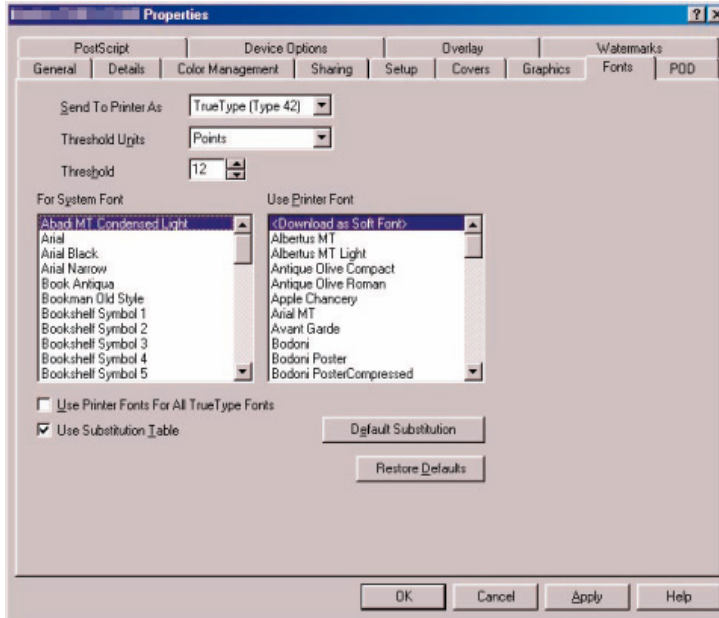 Properties
PostScript Device Options Overlay Watermarks
General Details Color Management Sharing Setup Covers Graphics Fonts POD
Send To Printer As TrueType (Type 42)
Threshold Units Points
Threshold 12
For System Font Use Printer Font
Abadi MT Condensed Light <Download as Soft Font>
Arial Albertus MT
Arial Black Albertus MT Light
Arial Narrow Antique Olive Compact
Book Antiqua Antique Olive Roman
Bookman Old Style Apple Chancery
Bookshelf Symbol 1 Arial MT
Bookshelf Symbol 2 Avant Garde
Bookshelf Symbol 3 Bodoni
Bookshelf Symbol 4 Bodoni Poster
Bookshelf Symbol 5 Bodoni PosterCompressed
Use Printer Fonts For All TrueType Fonts
Use Substitution Table Default Substitution
Restore Defaults
OK Cancel Apply Help